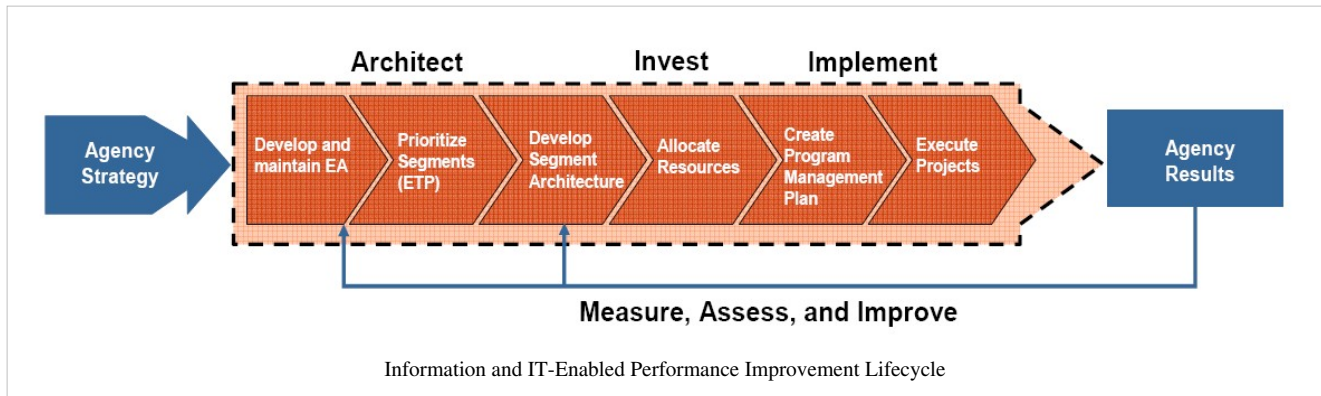 Architect
Invest
Implement
Agency
Strategy
Develop and
maintain EA
Prioritize
Segments
(ETP)
Develop
Segment
Architecture
Allocate
Resources
Create
Program
Management
Plan
Execute
Projects
Agency
Results
Measure, Assess, and Improve
Information and IT-Enabled Performance Improvement Lifecycle